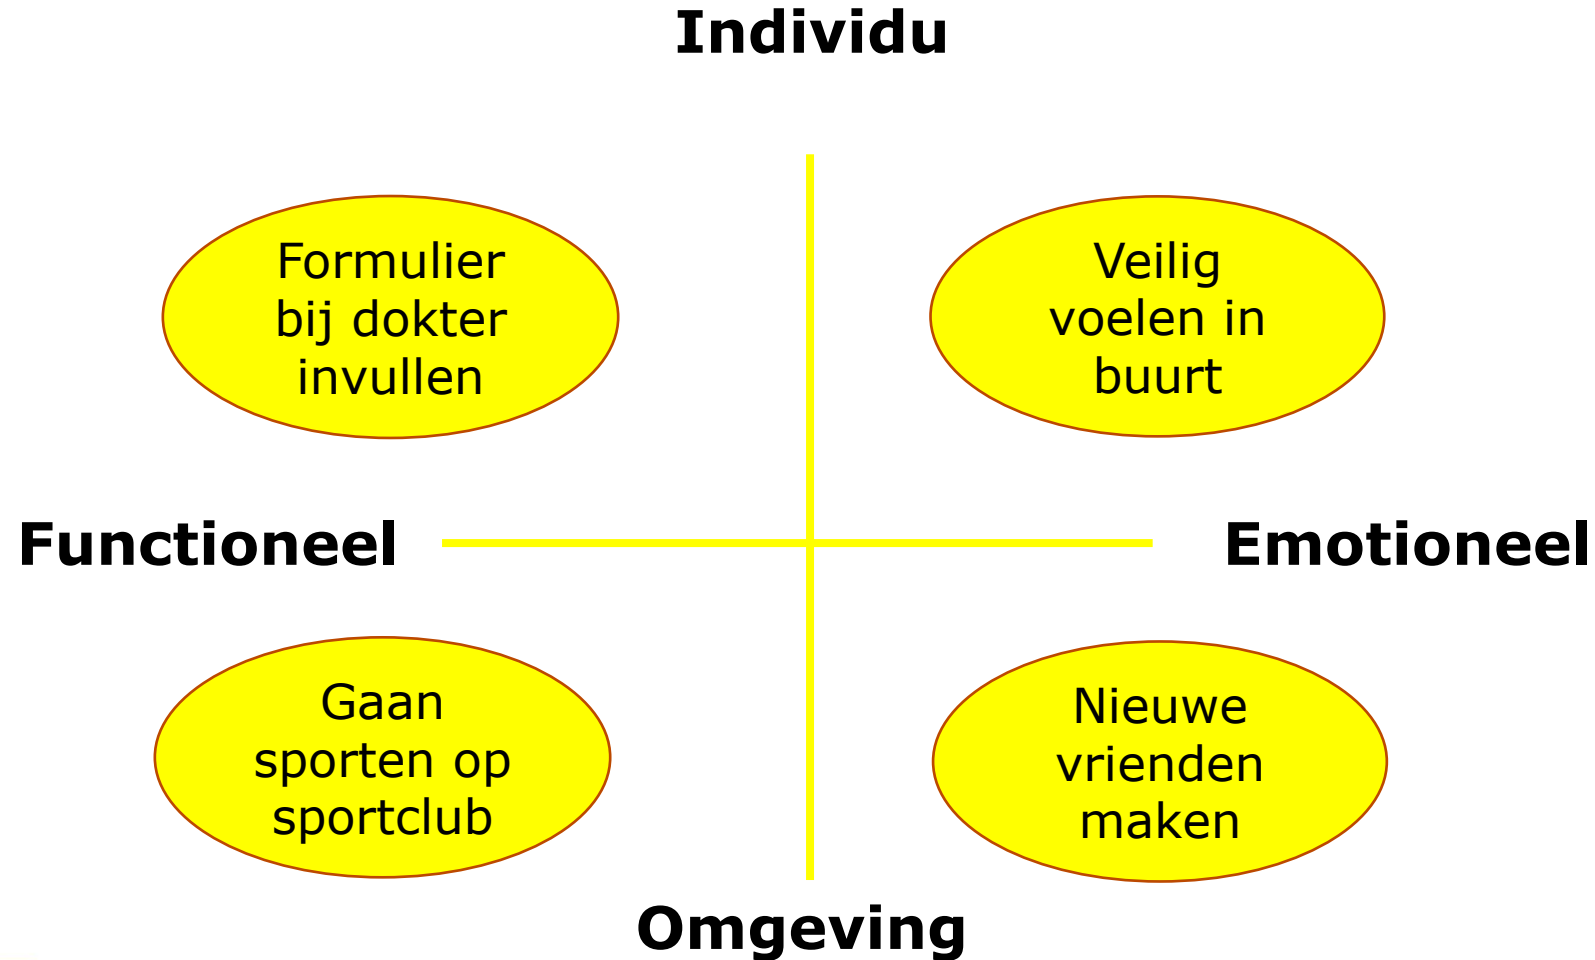 Individu
Formulier
bij dokter
invullen
Veilig
voelen in
buurt
Functioneel
Emotioneel
Gaan
sporten op
sportclub
Nieuwe
vrienden
maken
Omgeving